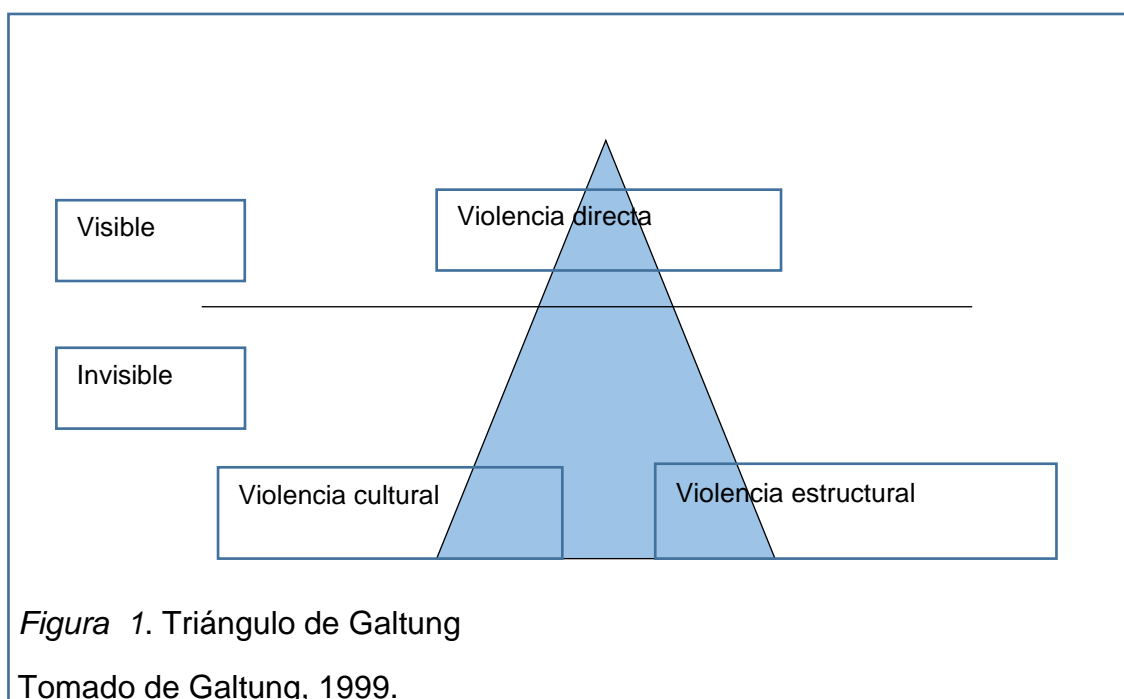 Visible
Violencia directa
Invisible
Violencia cultural
Violencia estructural
Figura 1. Triángulo de Galtung
Tomado de Galtung, 1999.